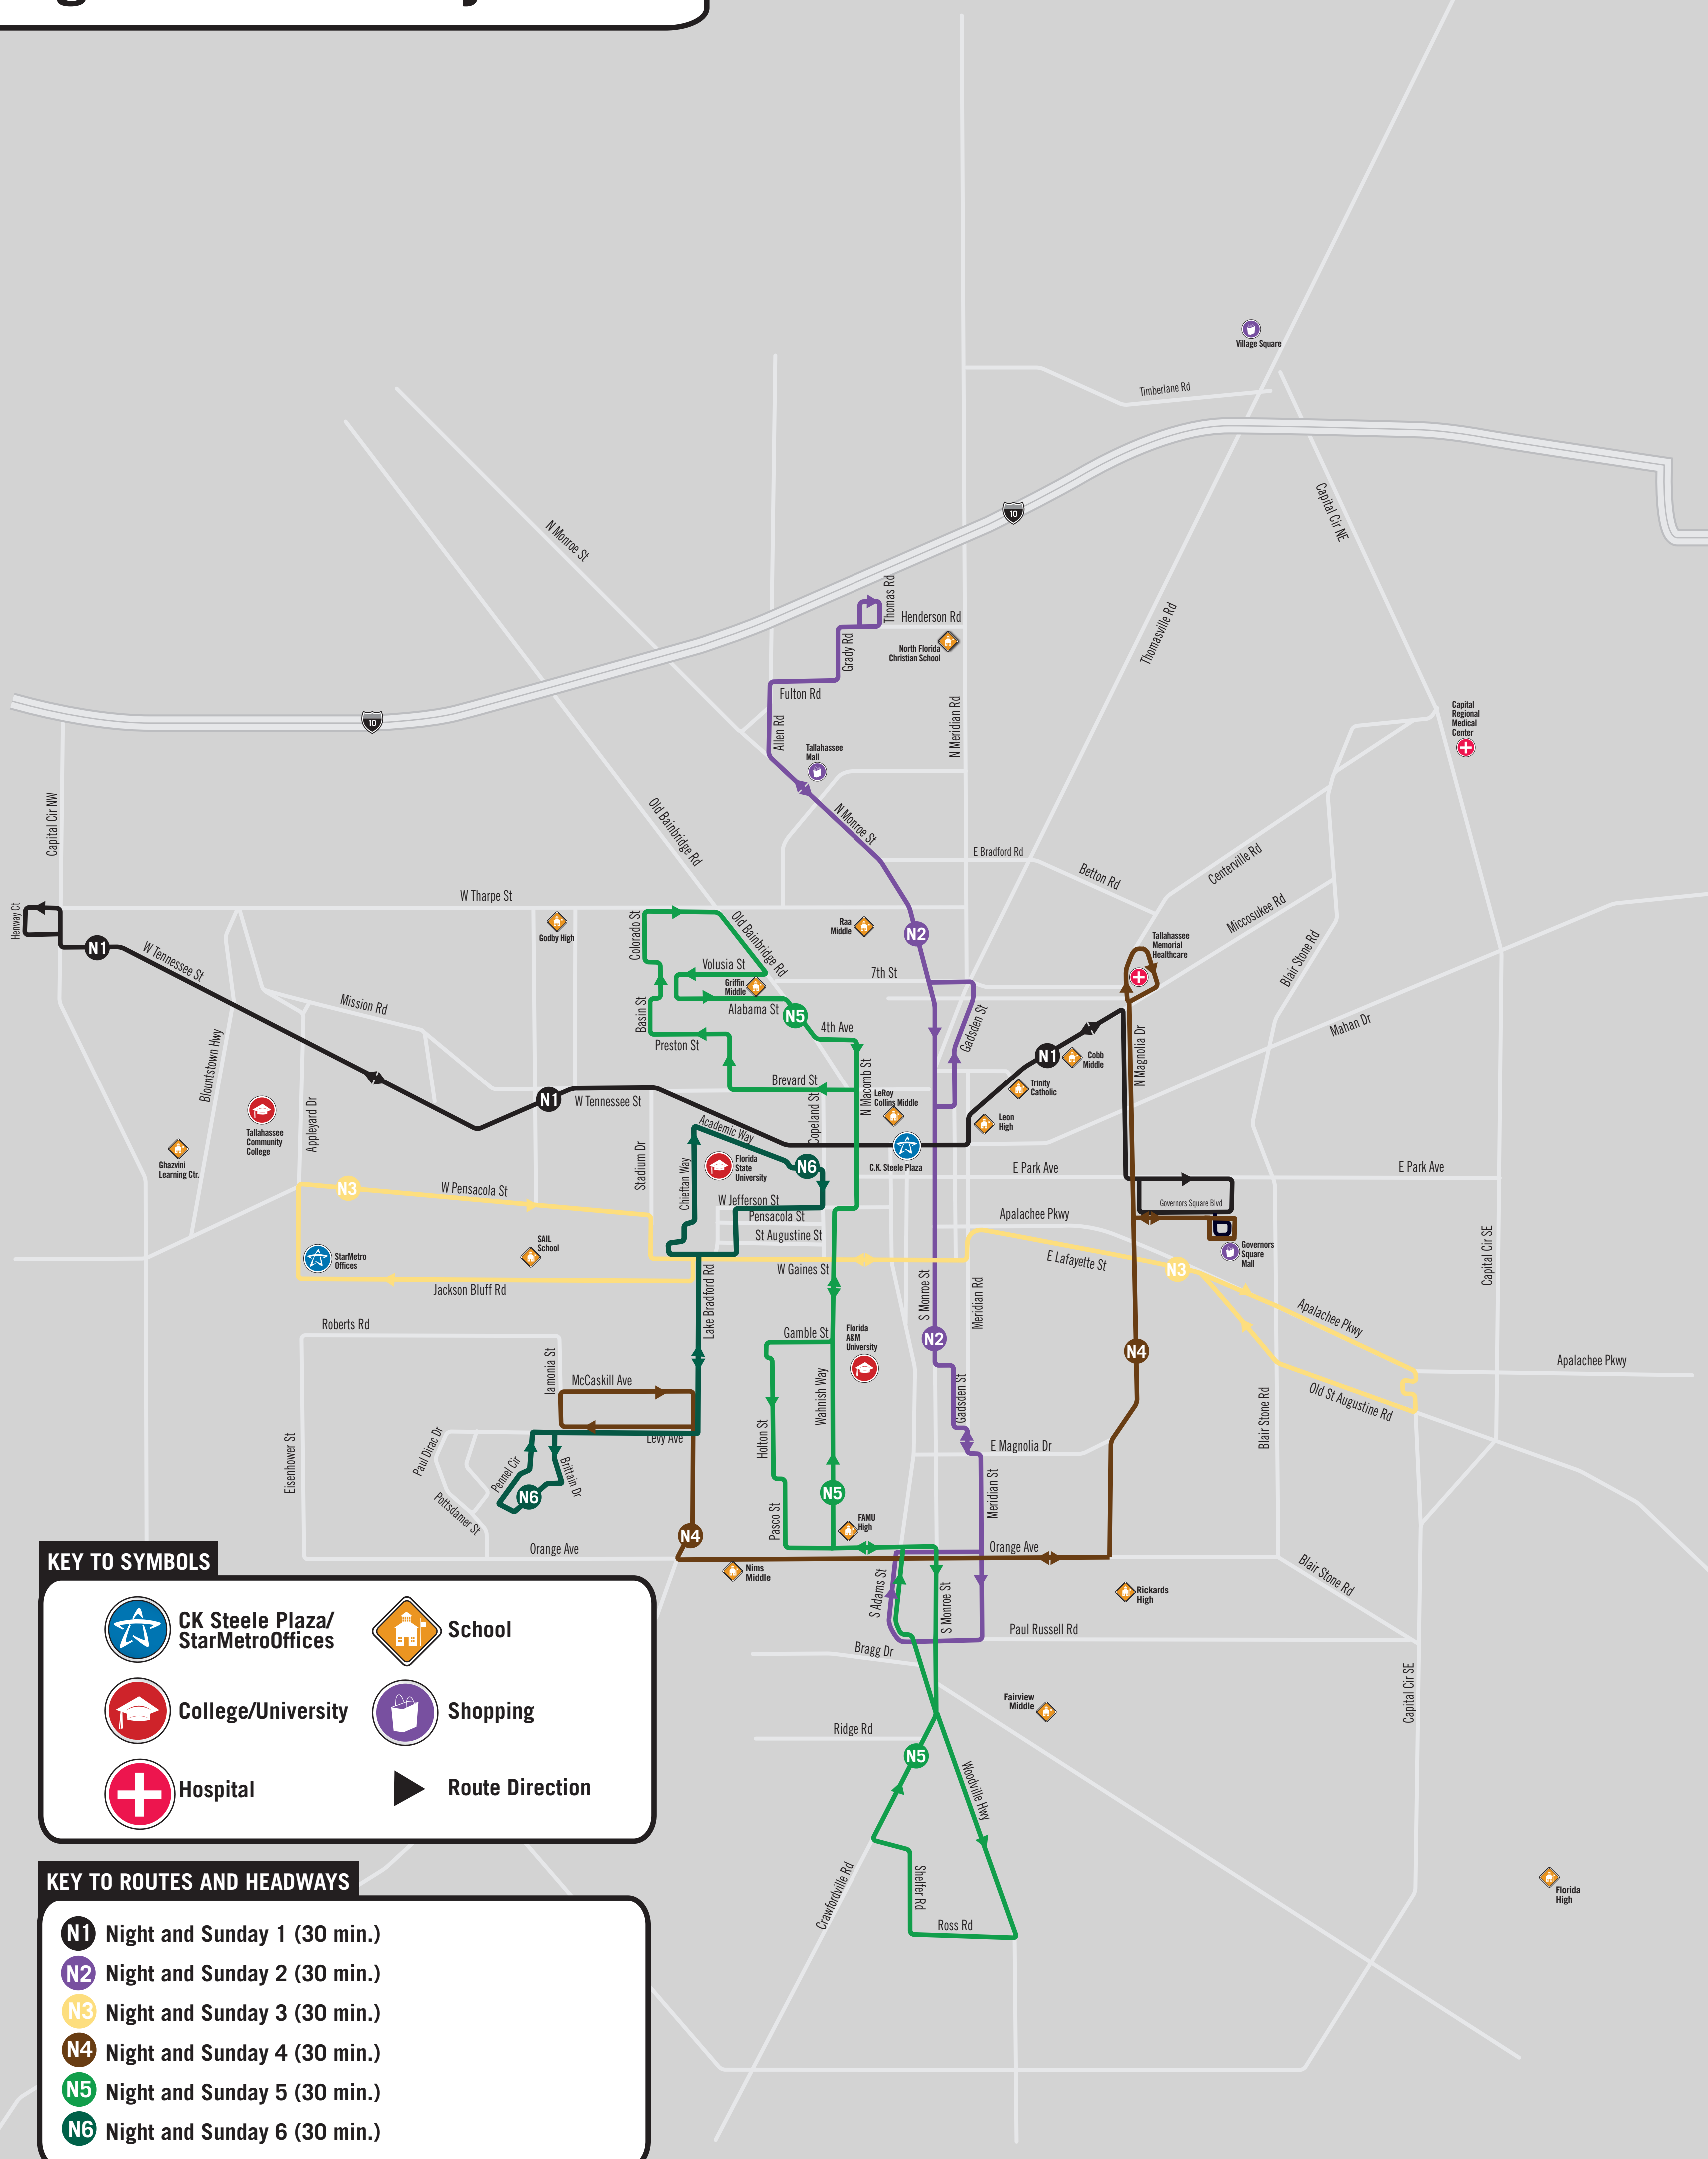 Village Square
Timberlane Rd
10
Capital Cir NE
N Monroe St
Thomas Rd
Henderson Rd
Grady Rd
North Florida
Christian School
Thomasville Rd
Fulton Rd
Allen Rd
N Meridian Rd
Capital
Regional
Medical
Center
10
Tallahassee
Mall
Capital Cir NW
Old Bainbridge Rd
N Monroe St
E Bradford Rd
Betton Rd
Centerville Rd
W Tharpe St
Miccosukee Rd
Henway Ct
Godby High
Colorado St
Old Bainbridge Rd
Raa
Middle
N2
N1
W Tennessee St
Tallahassee
Memorial
Healthcare
Blair Stone Rd
Volusia St
7th St
Griffin
Middle
Mission Rd
Basin St
Alabama St
N5
4th Ave
Gadsden St
Mahan Dr
Preston St
N1
Cobb
Middle
N Magnolia Dr
Blountstown Hwy
Brevard St
N Macomb St
Trinity
Catholic
N1
W Tennessee St
LeRoy
Collins Middle
Copeland St
Leon
High
Tallahassee
Community
College
Appleyard Dr
Academic Way
Ghazvini
Learning Ctr.
Stadium Dr
Chieftan Way
Florida
State
University
N6
C.K. Steele Plaza
E Park Ave
E Park Ave
N3
W Pensacola St
W Jefferson St
Governors Square Blvd
Pensacola St
Apalachee Pkwy
St Augustine St
SAIL
School
StarMetro
Offices
Governors
Square
Mall
Capital Cir SE
W Gaines St
E Lafayette St
N3
Jackson Bluff Rd
Lake Bradford Rd
S Monroe St
Meridian Rd
Apalachee Pkwy
Roberts Rd
Gamble St
Florida
A&M
University
N2
N4
Apalachee Pkwy
Iamonia St
McCaskill Ave
Wahnish Way
Gadsden St
Old St Augustine Rd
Blair Stone Rd
Levy Ave
Paul Dirac Dr
Holton St
E Magnolia Dr
Eisenhower St
Pennel Cir
Brittain Dr
N6
Pottsdamer St
N5
Meridian St
Pasco St
FAMU
High
N4
Orange Ave
Orange Ave
Nims
Middle
S Adams St
S Monroe St
Rickards
High
Blair Stone Rd
Paul Russell Rd
Bragg Dr
Capital Cir SE
Fairview
Middle
Ridge Rd
N5
Woodville Hwy
Crawfordville Rd
Shelfer Rd
Ross Rd
Florida
High
KEY TO SYMBOLS
CK Steele Plaza/
StarMetroOffices
School
College/University
Shopping
Hospital
Route Direction
KEY TO ROUTES AND HEADWAYS
N1 Night and Sunday 1 (30 min.)
N2 Night and Sunday 2 (30 min.)
N3 Night and Sunday 3 (30 min.)
N4 Night and Sunday 4 (30 min.)
N5 Night and Sunday 5 (30 min.)
N6 Night and Sunday 6 (30 min.)